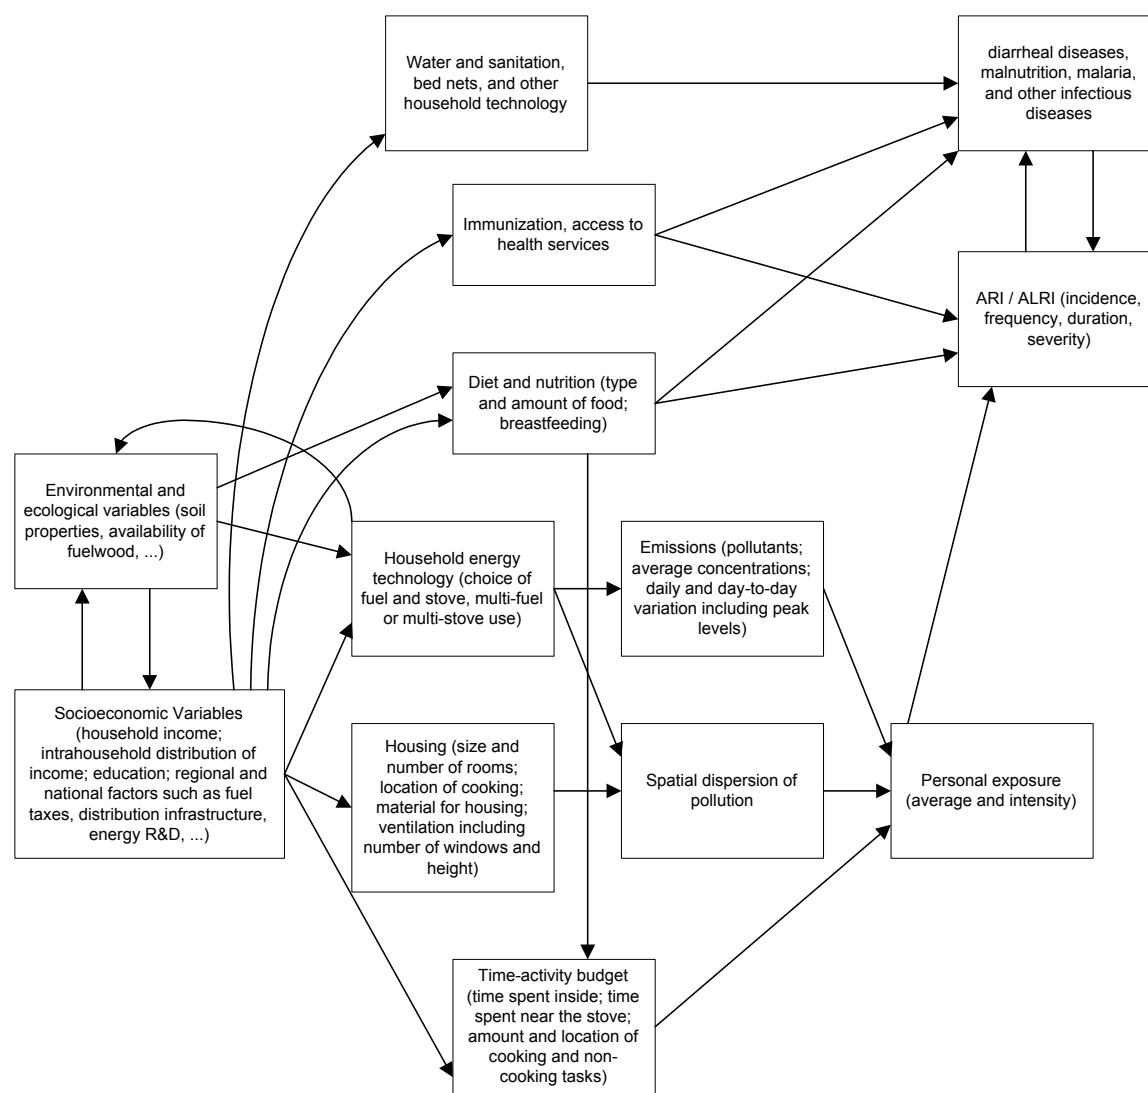 Water and sanitation,
bed nets, and other
household technology
diarrheal diseases,
malnutrition, malaria,
and other infectious
diseases
Immunization, access to
health services
ARI / ALRI (incidence,
frequency, duration,
severity)
Diet and nutrition (type
and amount of food;
breastfeeding)
Environmental and
ecological variables (soil
properties, availability of
fuelwood, ...)
Household energy
technology (choice of
fuel and stove, multi-fuel
or multi-stove use)
Emissions (pollutants;
average concentrations;
daily and day-to-day
variation including peak
levels)
Socioeconomic Variables
(household income;
intrahousehold distribution of
income; education; regional and
national factors such as fuel
taxes, distribution infrastructure,
energy R&D, ...)
Housing (size and
number of rooms;
location of cooking;
material for housing;
ventilation including
number of windows and
height)
Spatial dispersion of
pollution
Personal exposure
(average and intensity)
Time-activity budget
(time spent inside; time
spent near the stove;
amount and location of
cooking and non-
cooking tasks)